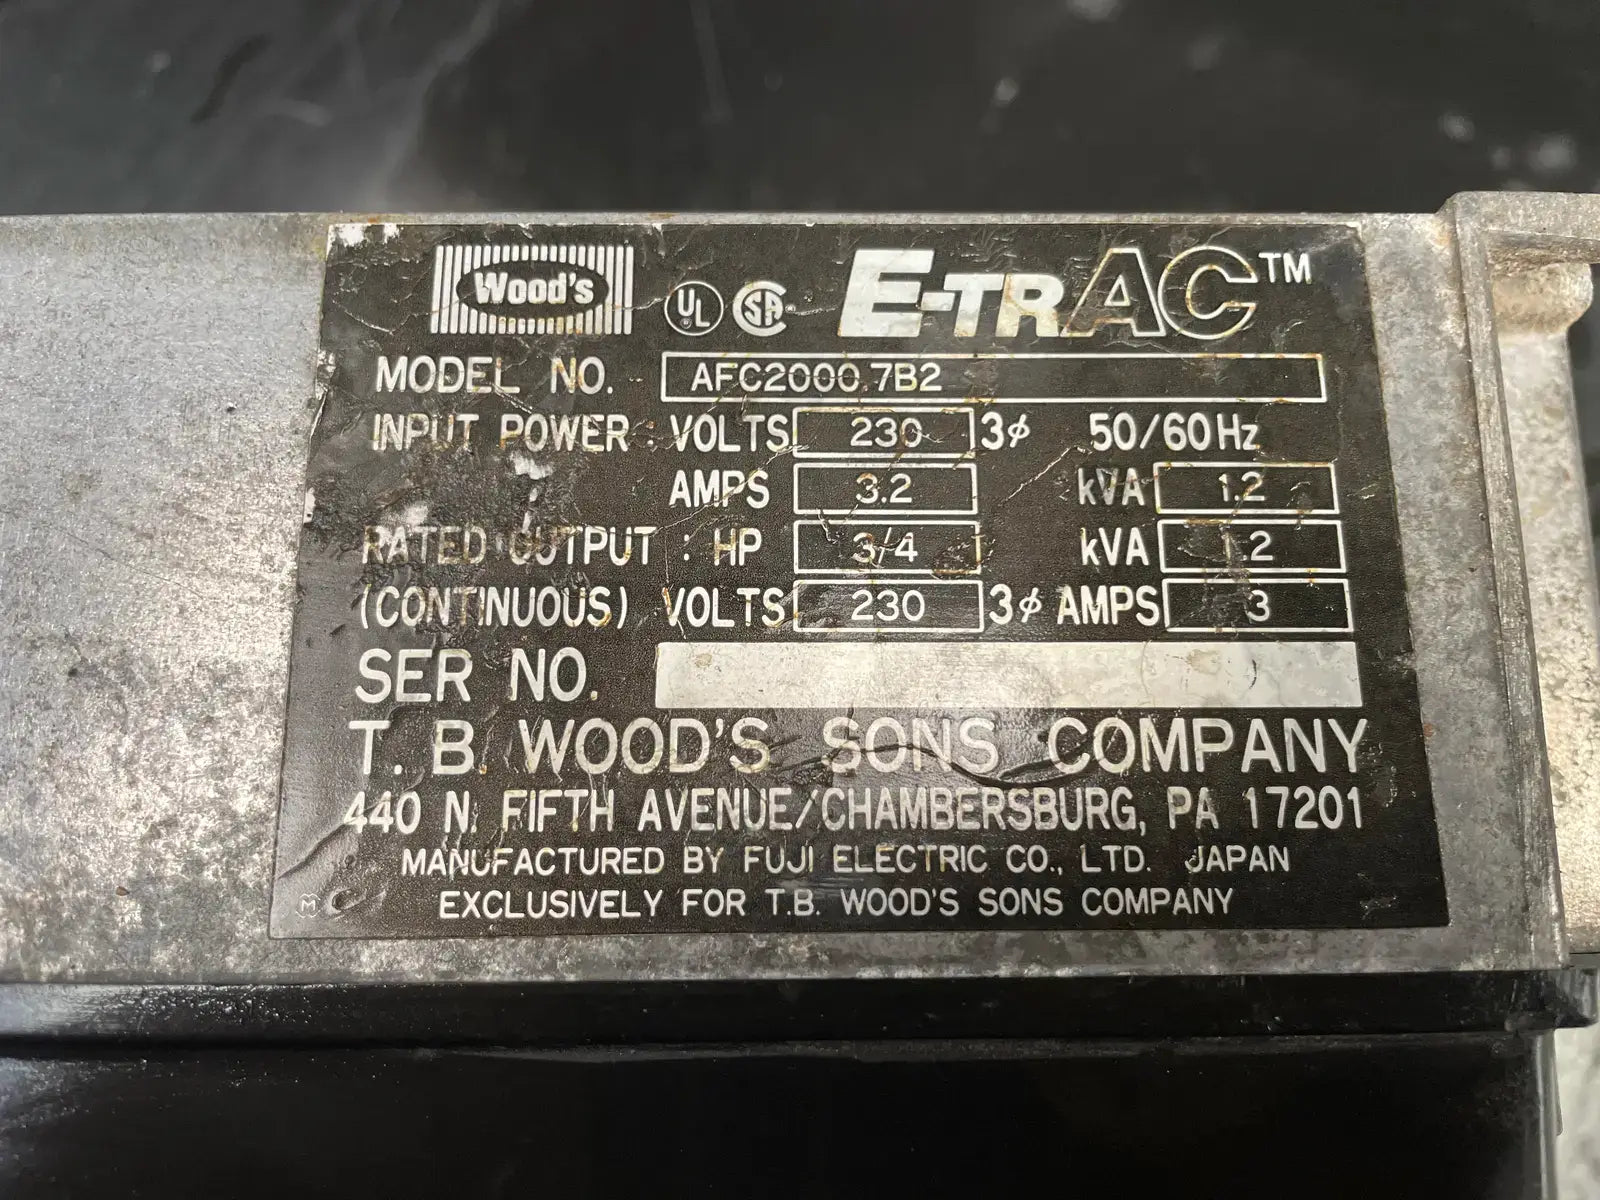 Wood's UL ® SA ® E-TRAC™
MODEL NO. AFC2000.7B2
INPUT POWER : VOLTS 230 3ϕ 50/60Hz
AMPS 3.2 kVA 1.2
RATED OUTPUT : HP 3/4 kVA 1.2
(CONTINUOUS) VOLTS 230 3ϕ AMPS 3
SER NO.
T. B. WOOD'S SONS COMPANY
440 N. FIFTH AVENUE/CHAMBERSBURG, PA 17201
MANUFACTURED BY FUJI ELECTRIC CO., LTD. JAPAN
EXCLUSIVELY FOR T.B. WOOD'S SONS COMPANY
M